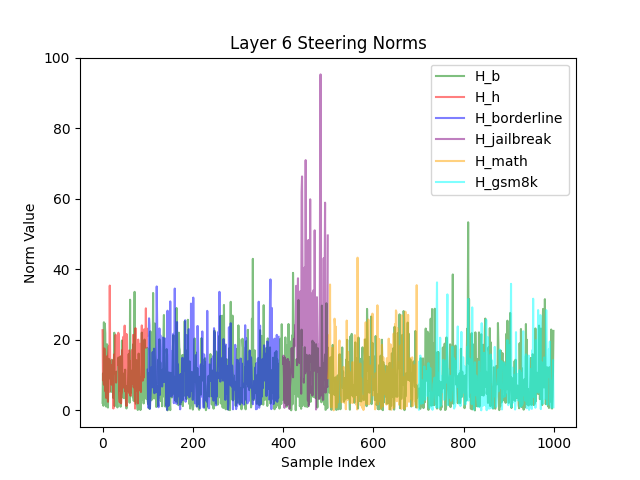 Layer 6 Steering Norms
Norm Value
100
80
60
40
20
0
H_b
H_h
H_borderline
H_jailbreak
H_math
H_gsm8k
0 200 400 600 800 1000
Sample Index